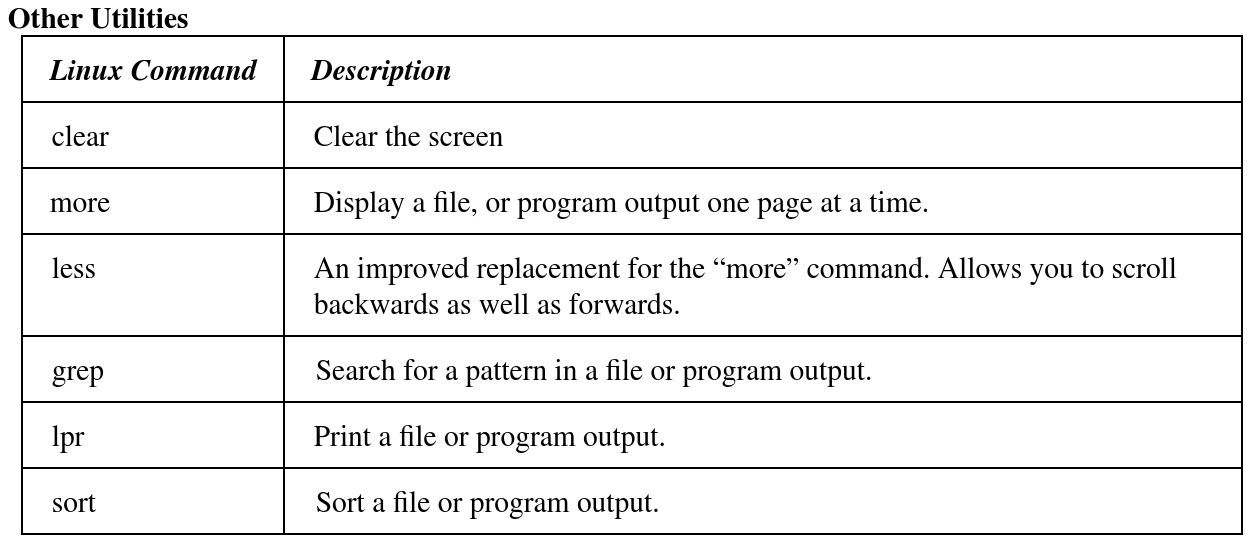 Other Utilities
Linux Command Description
clear Clear the screen
more Display a file, or program output one page at a time.
less An improved replacement for the “more” command. Allows you to scroll
backwards as well as forwards.
grep Search for a pattern in a file or program output.
lpr Print a file or program output.
sort Sort a file or program output.